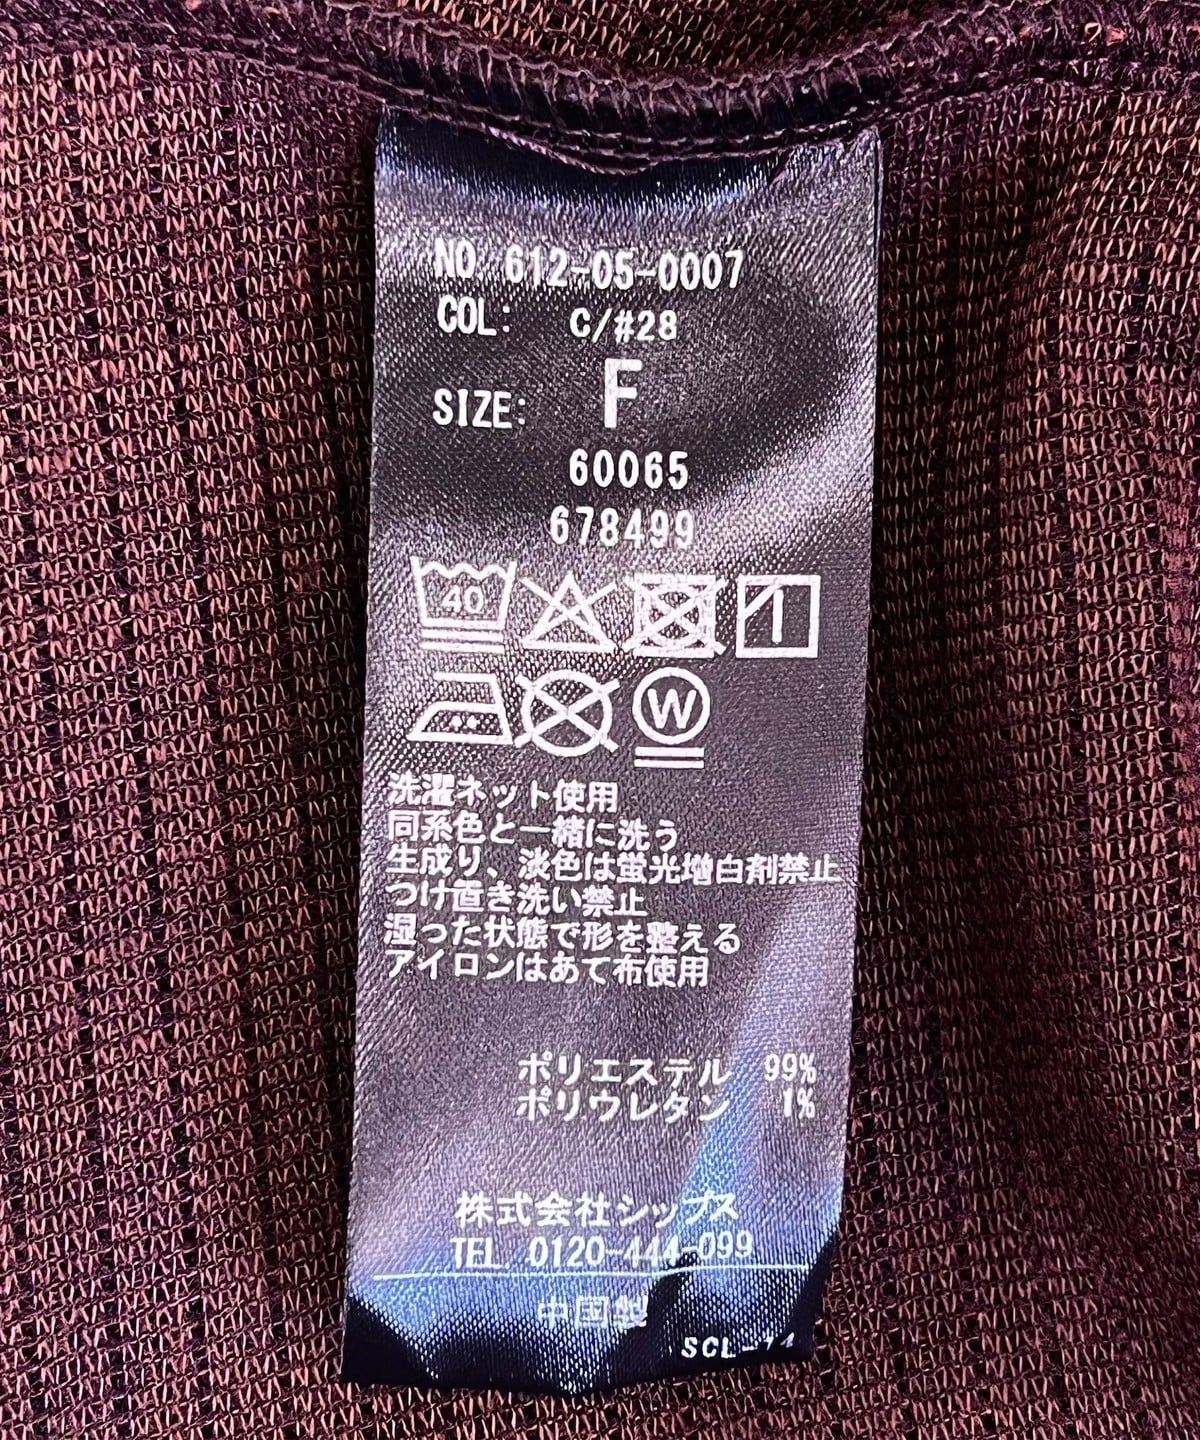 NO. 612-05-0007
COL: C/#28
SIZE: F
60065
678499
40
W
洗濯ネット使用
同系色と一緒に洗う
生成り、淡色は蛍光増白剤禁止
つけ直き洗い禁止
湿った状態で形を整える
アイロンはあて布使用
ポリエステル 99%
ポリウレタン 1%
株式会社シップス
TEL 0120-444-099
中国製
SCL-14